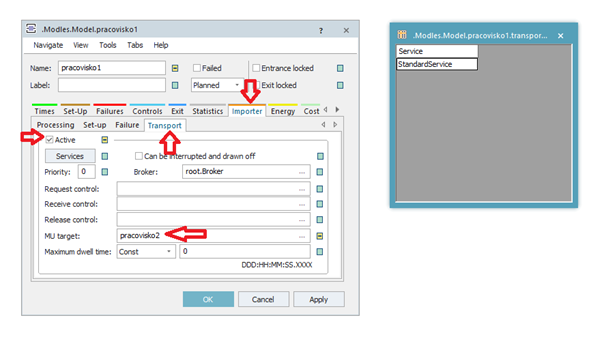 .Modles.Model.pracovisko1
? ×
Navigate View Tools Tabs Help
Name: pracovisko1 Failed Entrance locked
Label: Planned Exit locked
Times Set-Up Failures Controls Exit Statistics Importer Energy Cost
Processing Set-up Failure Transport
Active
Services Can be interrupted and drawn off
Priority: 0 Broker: root.Broker ...
Request control: ...
Receive control: ...
Release control: ...
MU target: pracovisko2 ...
Maximum dwell time: Const 0
DDD:HH:MM:SS.XXXX
OK Cancel Apply
.Modles.Model.pracovisko1.transpor... ×
Service
StandardService